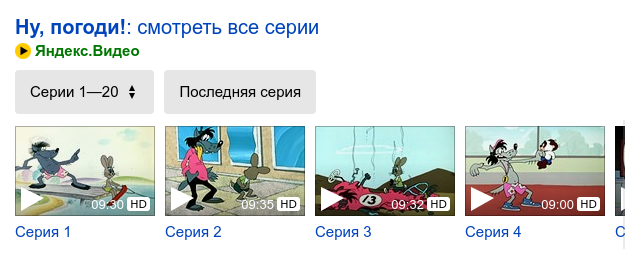 Ну, погоди!: смотреть все серии
Яндекс.Видео
Серии 1—20 Последняя серия
13
09:30 HD 09:35 HD 09:32 HD 09:00 HD
Серия 1 Серия 2 Серия 3 Серия 4 С